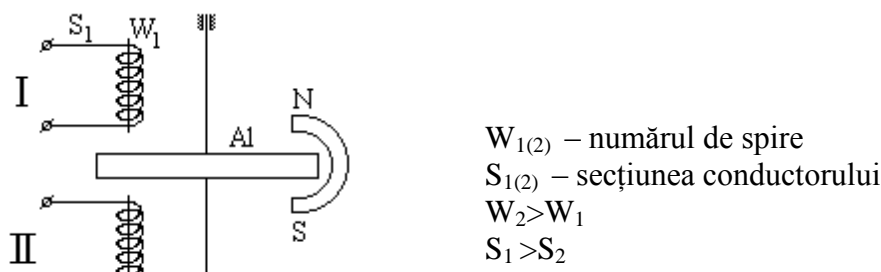 S₁ W₁
I
N
Al
S
II
W₁₍₂₎ – numărul de spire
S₁₍₂₎ – secțiunea conductorului
W₂>W₁
S₁ >S₂